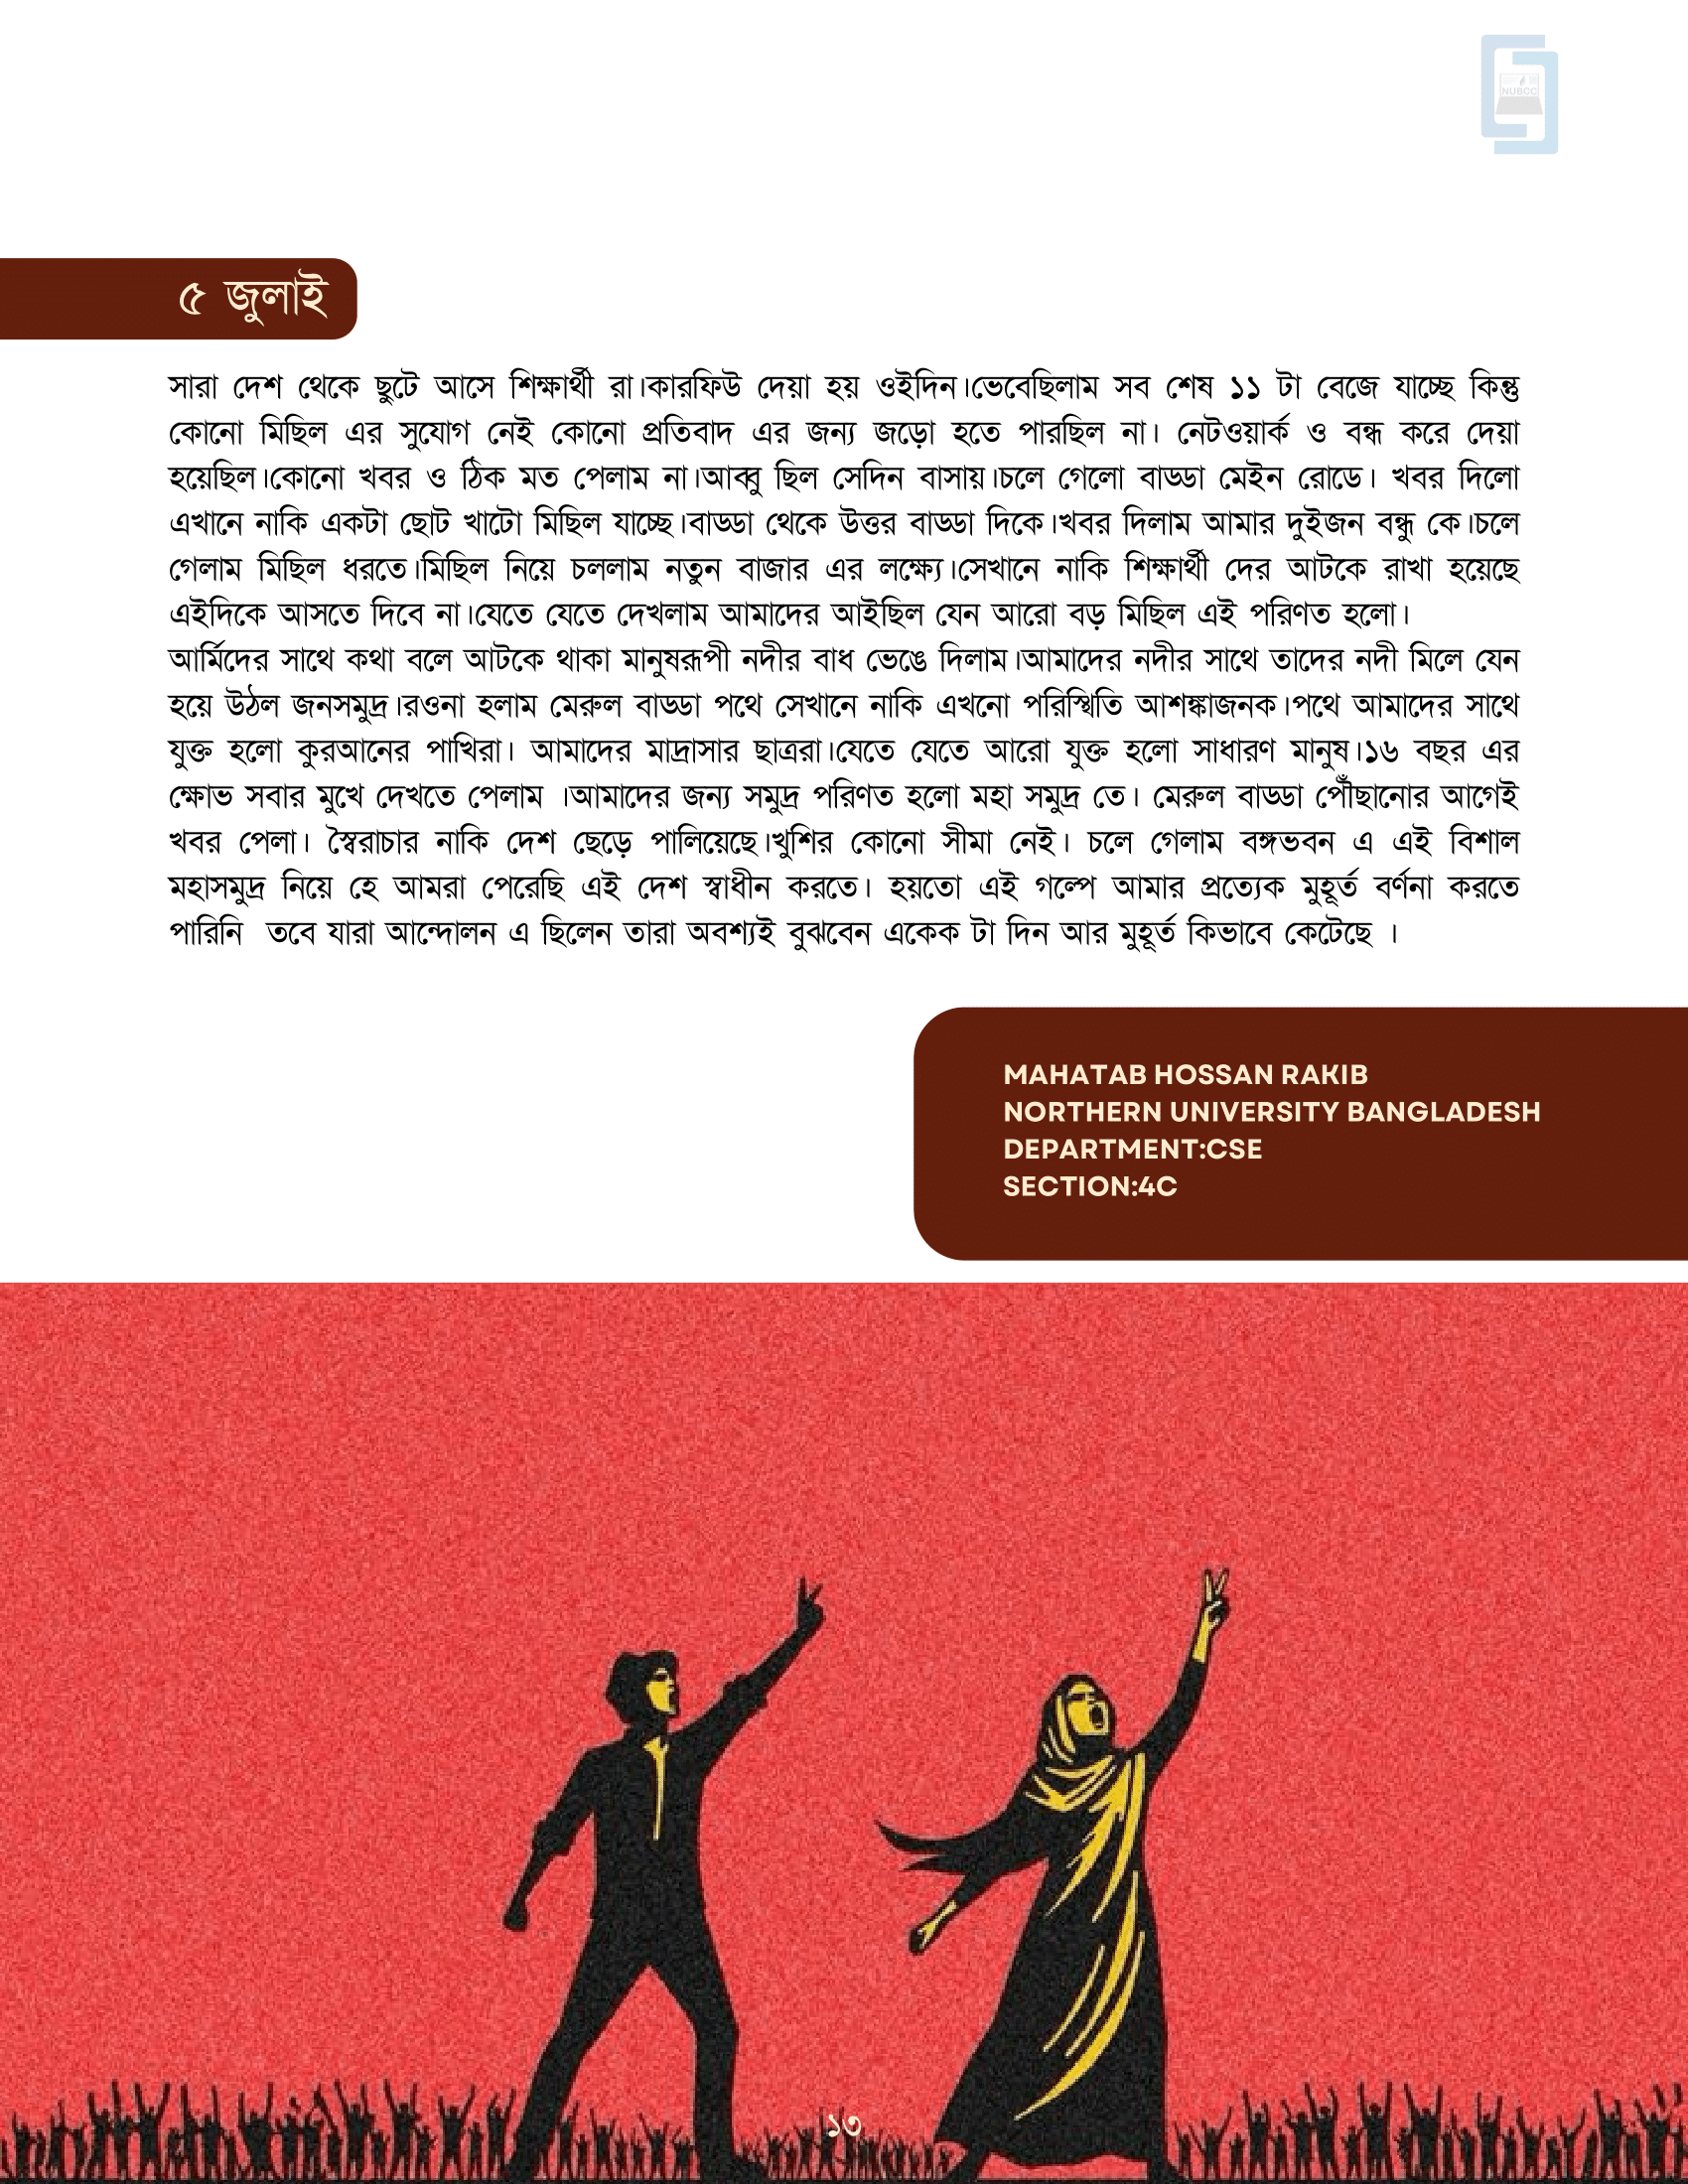 NUBCC
৫ জুলাই
সারা দেশ থেকে ছুটে আসে শিক্ষার্থী রা।কারফিউ দেয়া হয় ওইদিন।ভেবেছিলাম সব শেষ ১১ টা বেজে যাচ্ছে কিন্তু
কোনো মিছিল এর সুযোগ নেই কোনো প্রতিবাদ এর জন্য জড়ো হতে পারছিল না। নেটওয়ার্ক ও বন্ধ করে দেয়া
হয়েছিল।কোনো খবর ও ঠিক মত পেলাম না।আব্বু ছিল সেদিন বাসায়।চলে গেলো বাড্ডা মেইন রোডে। খবর দিলো
এখানে নাকি একটা ছোট খাটো মিছিল যাচ্ছে।বাড্ডা থেকে উত্তর বাড্ডা দিকে।খবর দিলাম আমার দুইজন বন্ধু কে।চলে
গেলাম মিছিল ধরতে।মিছিল নিয়ে চললাম নতুন বাজার এর লক্ষ্যে।সেখানে নাকি শিক্ষার্থী দের আটকে রাখা হয়েছে
এইদিকে আসতে দিবে না।যেতে যেতে দেখলাম আমাদের আইছিল যেন আরো বড় মিছিল এই পরিণত হলো।
আর্মিদের সাথে কথা বলে আটকে থাকা মানুষরূপী নদীর বাধ ভেঙে দিলাম।আমাদের নদীর সাথে তাদের নদী মিলে যেন
হয়ে উঠল জনসমুদ্র।রওনা হলাম মেরুল বাড্ডা পথে সেখানে নাকি এখনো পরিস্থিতি আশঙ্কাজনক।পথে আমাদের সাথে
যুক্ত হলো কুরআনের পাখিরা। আমাদের মাদ্রাসার ছাত্ররা।যেতে যেতে আরো যুক্ত হলো সাধারণ মানুষ।১৬ বছর এর
ক্ষোভ সবার মুখে দেখতে পেলাম ।আমাদের জন্য সমুদ্র পরিণত হলো মহা সমুদ্র তে। মেরুল বাড্ডা পৌঁছানোর আগেই
খবর পেলা। স্বৈরাচার নাকি দেশ ছেড়ে পালিয়েছে।খুশির কোনো সীমা নেই। চলে গেলাম বঙ্গভবন এ এই বিশাল
মহাসমুদ্র নিয়ে হে আমরা পেরেছি এই দেশ স্বাধীন করতে। হয়তো এই গল্পে আমার প্রত্যেক মুহূর্ত বর্ণনা করতে
পারিনি তবে যারা আন্দোলন এ ছিলেন তারা অবশ্যই বুঝবেন একেক টা দিন আর মুহূর্ত কিভাবে কেটেছে ।
MAHATAB HOSSAN RAKIB
NORTHERN UNIVERSITY BANGLADESH
DEPARTMENT:CSE
SECTION:4C
১৩